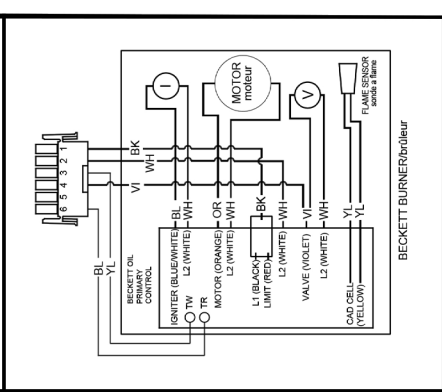 1
2
3
4
5
6
BK
WH
VI
BL
YL
I
MOTOR
moteur
V
FLAME SENSOR
sonde a flame
BL
WH
OR
WH
BK
WH
VI
WH
YL
YL
BECKETT OIL
PRIMARY
CONTROL
IGNITER (BLUE/WHITE)
L2 (WHITE)
TW
TR
MOTOR (ORANGE)
L2 (WHITE)
L1 (BLACK)
LIMIT (RED)
L2 (WHITE)
VALVE (VIOLET)
L2 (WHITE)
CAD CELL
(YELLOW)
BECKETT BURNER/brûleur